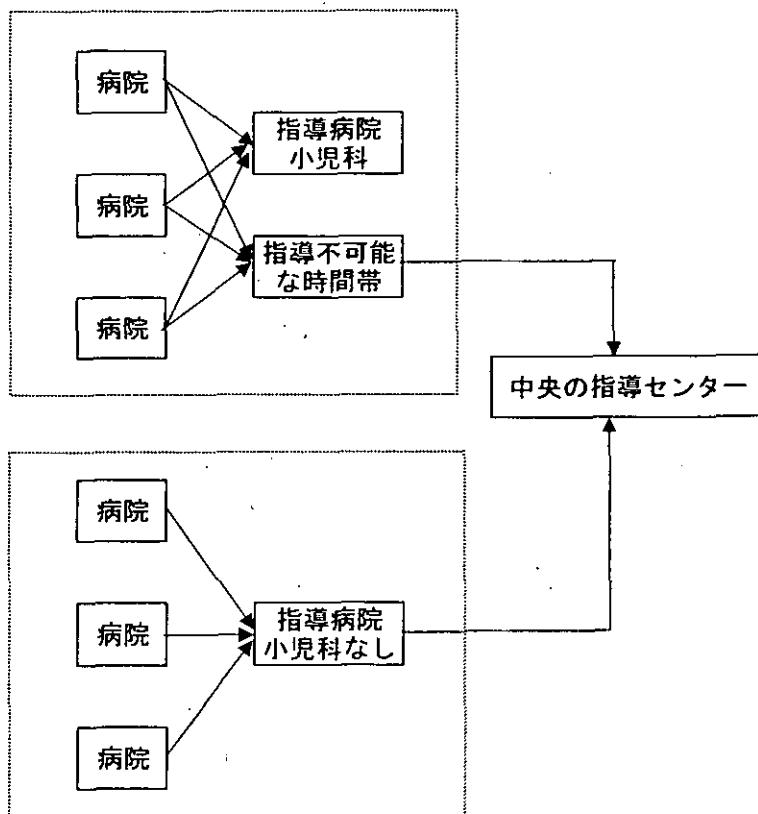 病院
指導病院
小児科
病院
指導不可能
な時間帯
病院
中央の指導センター
病院
指導病院
小児科なし
病院
病院